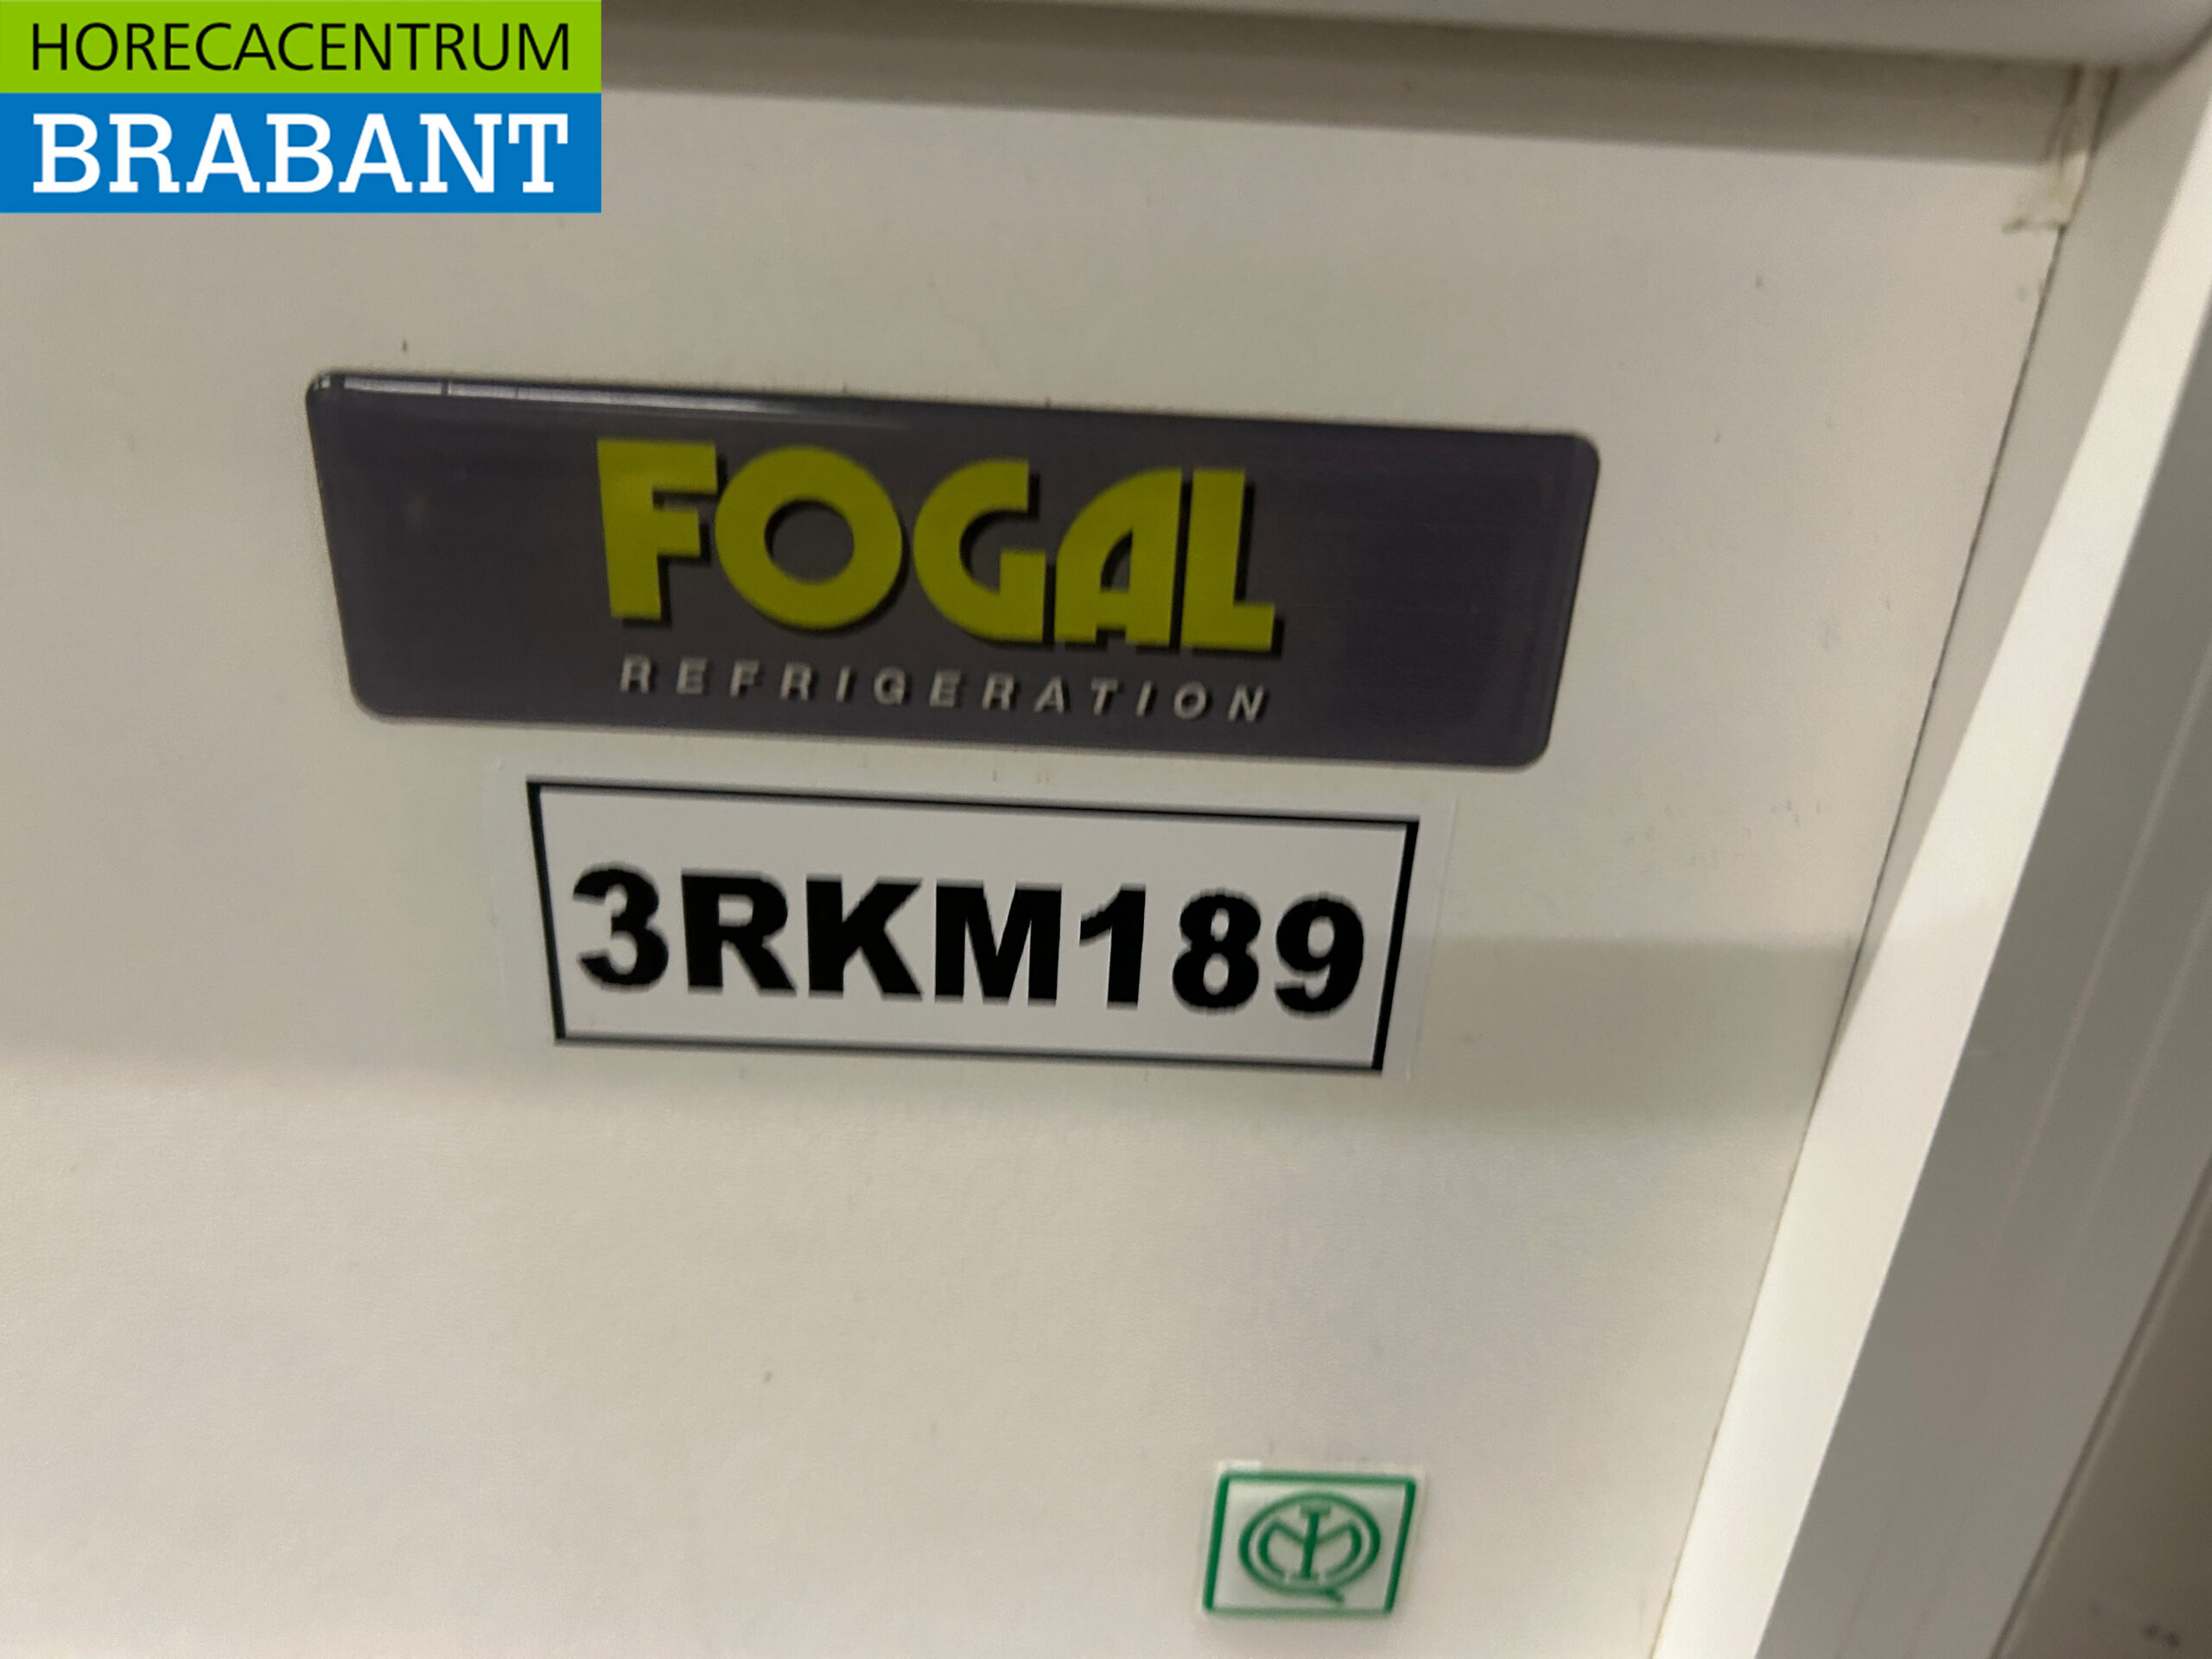 HORECACENTRUM
BRABANT
FOGAL
REFRIGERATION
3RKM189